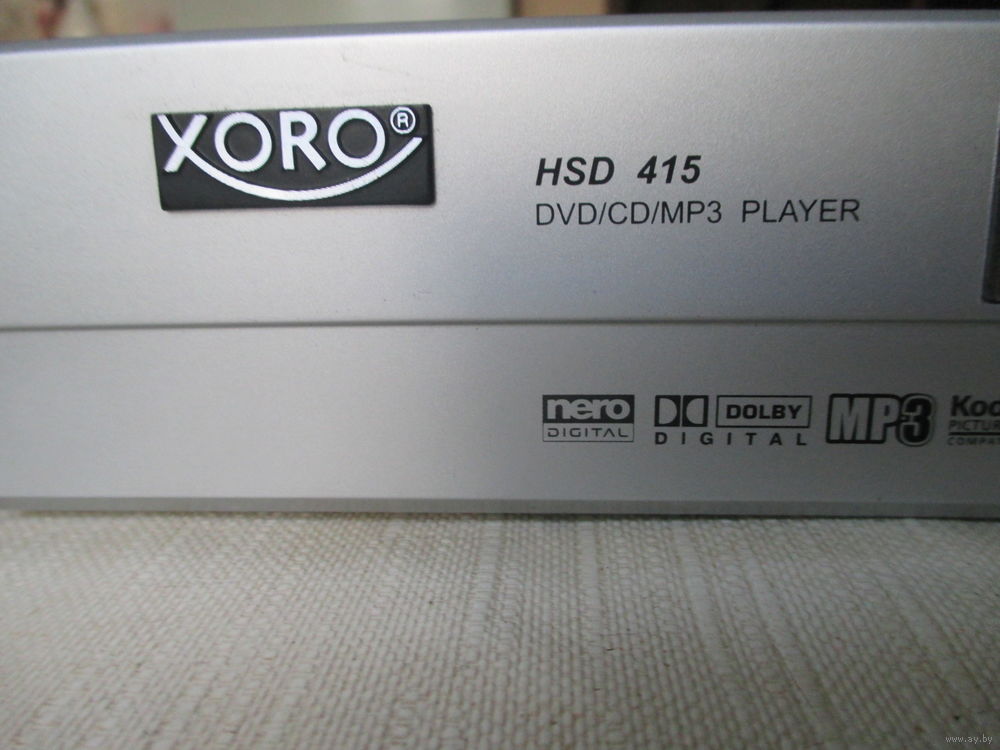 XORO®
HSD 415
DVD/CD/MP3 PLAYER
nero
DIGITAL
DOLBY
DIGITAL
MP3
www.ay.by